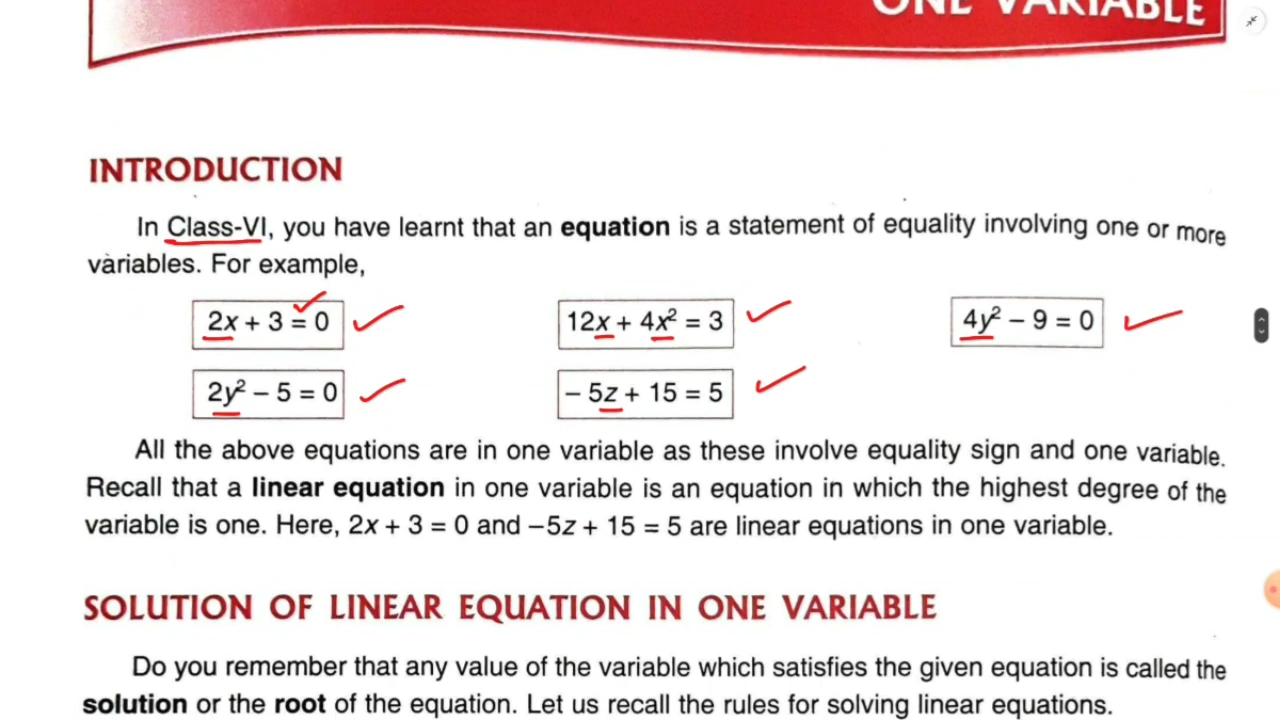 ONE VARIABLE
INTRODUCTION
In Class-VI, you have learnt that an equation is a statement of equality involving one or more
variables. For example,
2x + 3 = 0 12x + 4x² = 3 4y² – 9 = 0
2y² – 5 = 0 – 5z + 15 = 5
All the above equations are in one variable as these involve equality sign and one variable.
Recall that a linear equation in one variable is an equation in which the highest degree of the
variable is one. Here, 2x + 3 = 0 and –5z + 15 = 5 are linear equations in one variable.
SOLUTION OF LINEAR EQUATION IN ONE VARIABLE
Do you remember that any value of the variable which satisfies the given equation is called the
solution or the root of the equation. Let us recall the rules for solving linear equations.